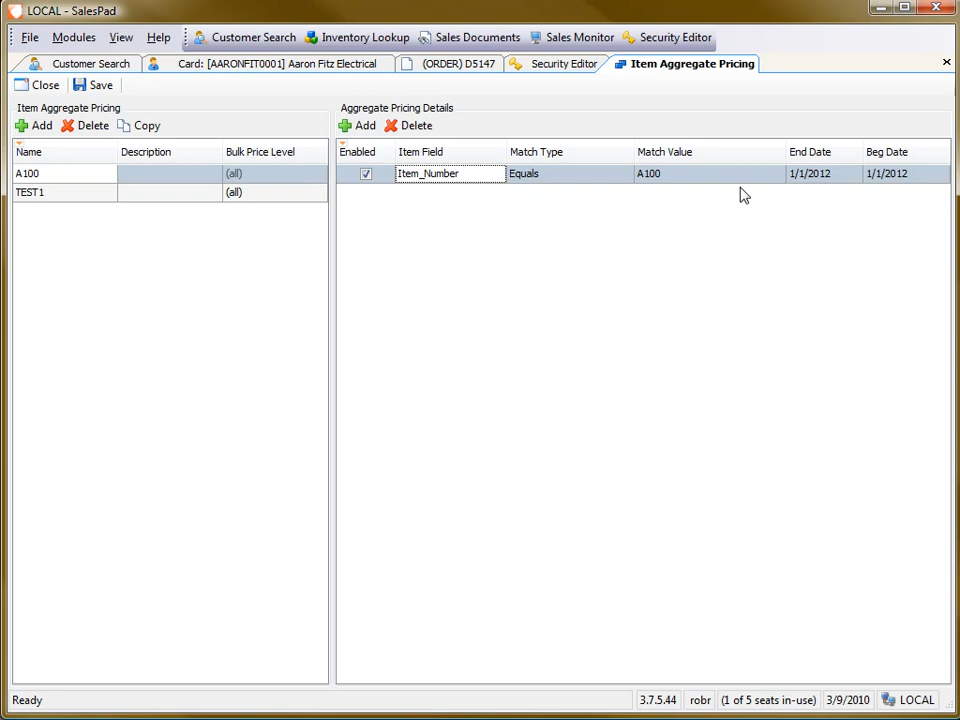 LOCAL - SalesPad
File Modules View Help Customer Search Inventory Lookup Sales Documents Sales Monitor Security Editor
Customer Search Card: [AARONFIT0001] Aaron Fitz Electrical (ORDER) D5147 Security Editor Item Aggregate Pricing
Close Save
Item Aggregate Pricing
Add Delete Copy
Name Description Bulk Price Level
A100 (all)
TEST1 (all)
Aggregate Pricing Details
Add Delete
Enabled Item Field Match Type Match Value End Date Beg Date
Item_Number Equals A100 1/1/2012 1/1/2012
Ready 3.7.5.44 robr (1 of 5 seats in-use) 3/9/2010 LOCAL